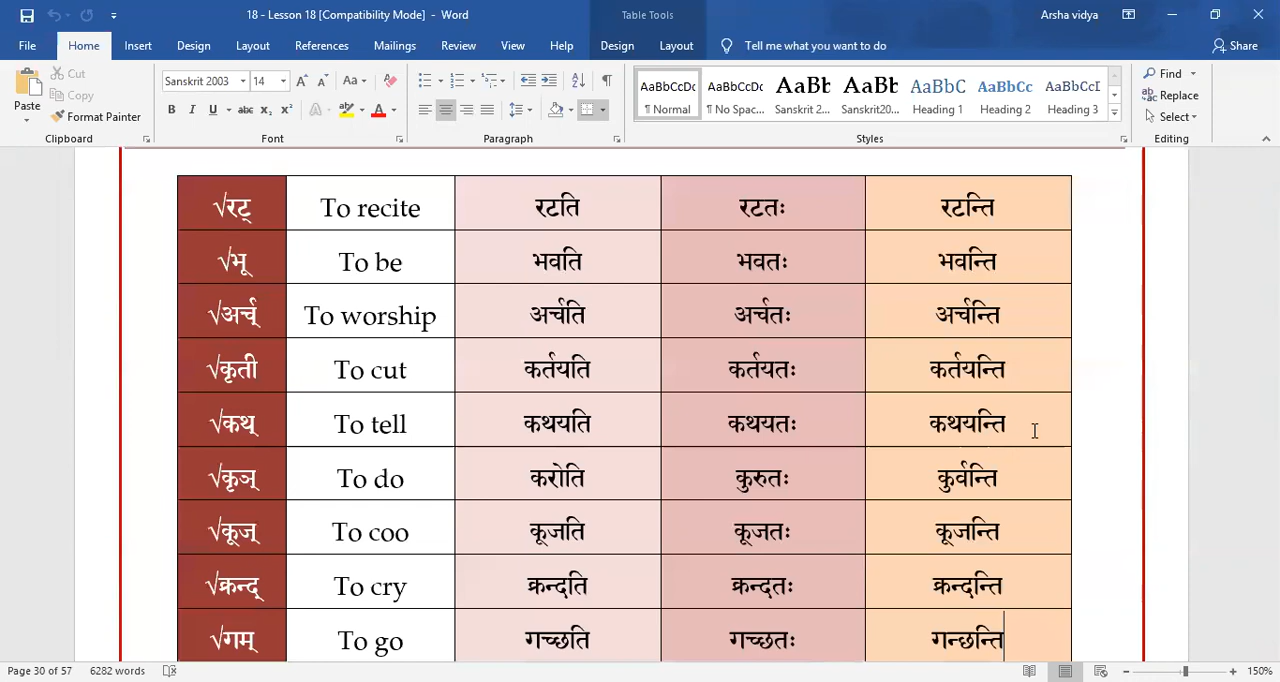 18 - Lesson 18 [Compatibility Mode] - Word Table Tools Arsha vidya
File Home Insert Design Layout References Mailings Review View Help Design Layout Tell me what you want to do Share
Paste Cut Copy Format Painter
Sanskrit 2003 14 Aa
B I U abc x₂ x² A A
AaBbCcDc AaBbCcDc AaBb AaBb AaBbC AaBbCc AaBbCcI
¶ Normal ¶ No Spac... Sanskrit 2... Sanskrit20... Heading 1 Heading 2 Heading 3
Find Replace Select
Clipboard Font Paragraph Styles Editing
√रट् To recite रटति रटतः रटन्ति
√भू To be भवति भवतः भवन्ति
√अर्च् To worship अर्चति अर्चतः अर्चन्ति
√कृती To cut कर्तयति कर्तयतः कर्तयन्ति
√कथ् To tell कथयति कथयतः कथयन्ति
√कृञ् To do करोति कुरुतः कुर्वन्ति
√कूज् To coo कूजति कूजतः कूजन्ति
√क्रन्द् To cry क्रन्दति क्रन्दतः क्रन्दन्ति
√गम् To go गच्छति गच्छतः गन्छन्ति
Page 30 of 57 6282 words 150%